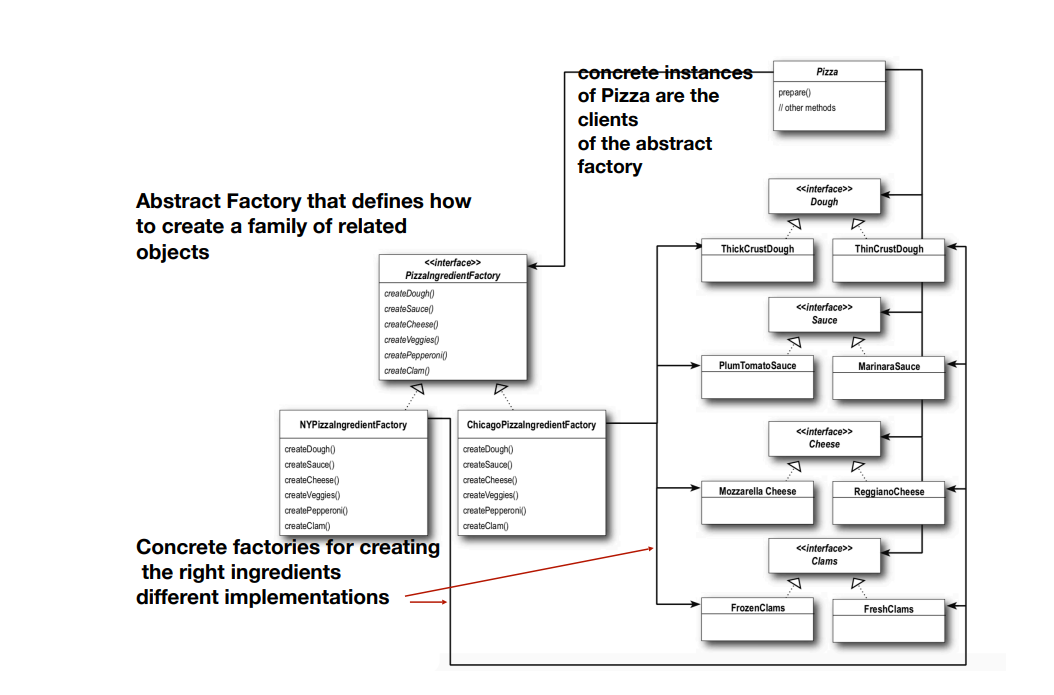 concrete instances
of Pizza are the
clients
of the abstract
factory
Pizza
prepare()
// other methods
Abstract Factory that defines how
to create a family of related
objects
<<interface>>
PizzaIngredientFactory
createDough()
createSauce()
createCheese()
createVeggies()
createPepperoni()
createClam()
NYPizzaIngredientFactory
createDough()
createSauce()
createCheese()
createVeggies()
createPepperoni()
createClam()
ChicagoPizzaIngredientFactory
createDough()
createSauce()
createCheese()
createVeggies()
createPepperoni()
createClam()
Concrete factories for creating
the right ingredients
different implementations
<<interface>>
Dough
ThickCrustDough
ThinCrustDough
<<interface>>
Sauce
PlumTomatoSauce
MarinaraSauce
<<interface>>
Cheese
Mozzarella Cheese
ReggianoCheese
<<interface>>
Clams
FrozenClams
FreshClams